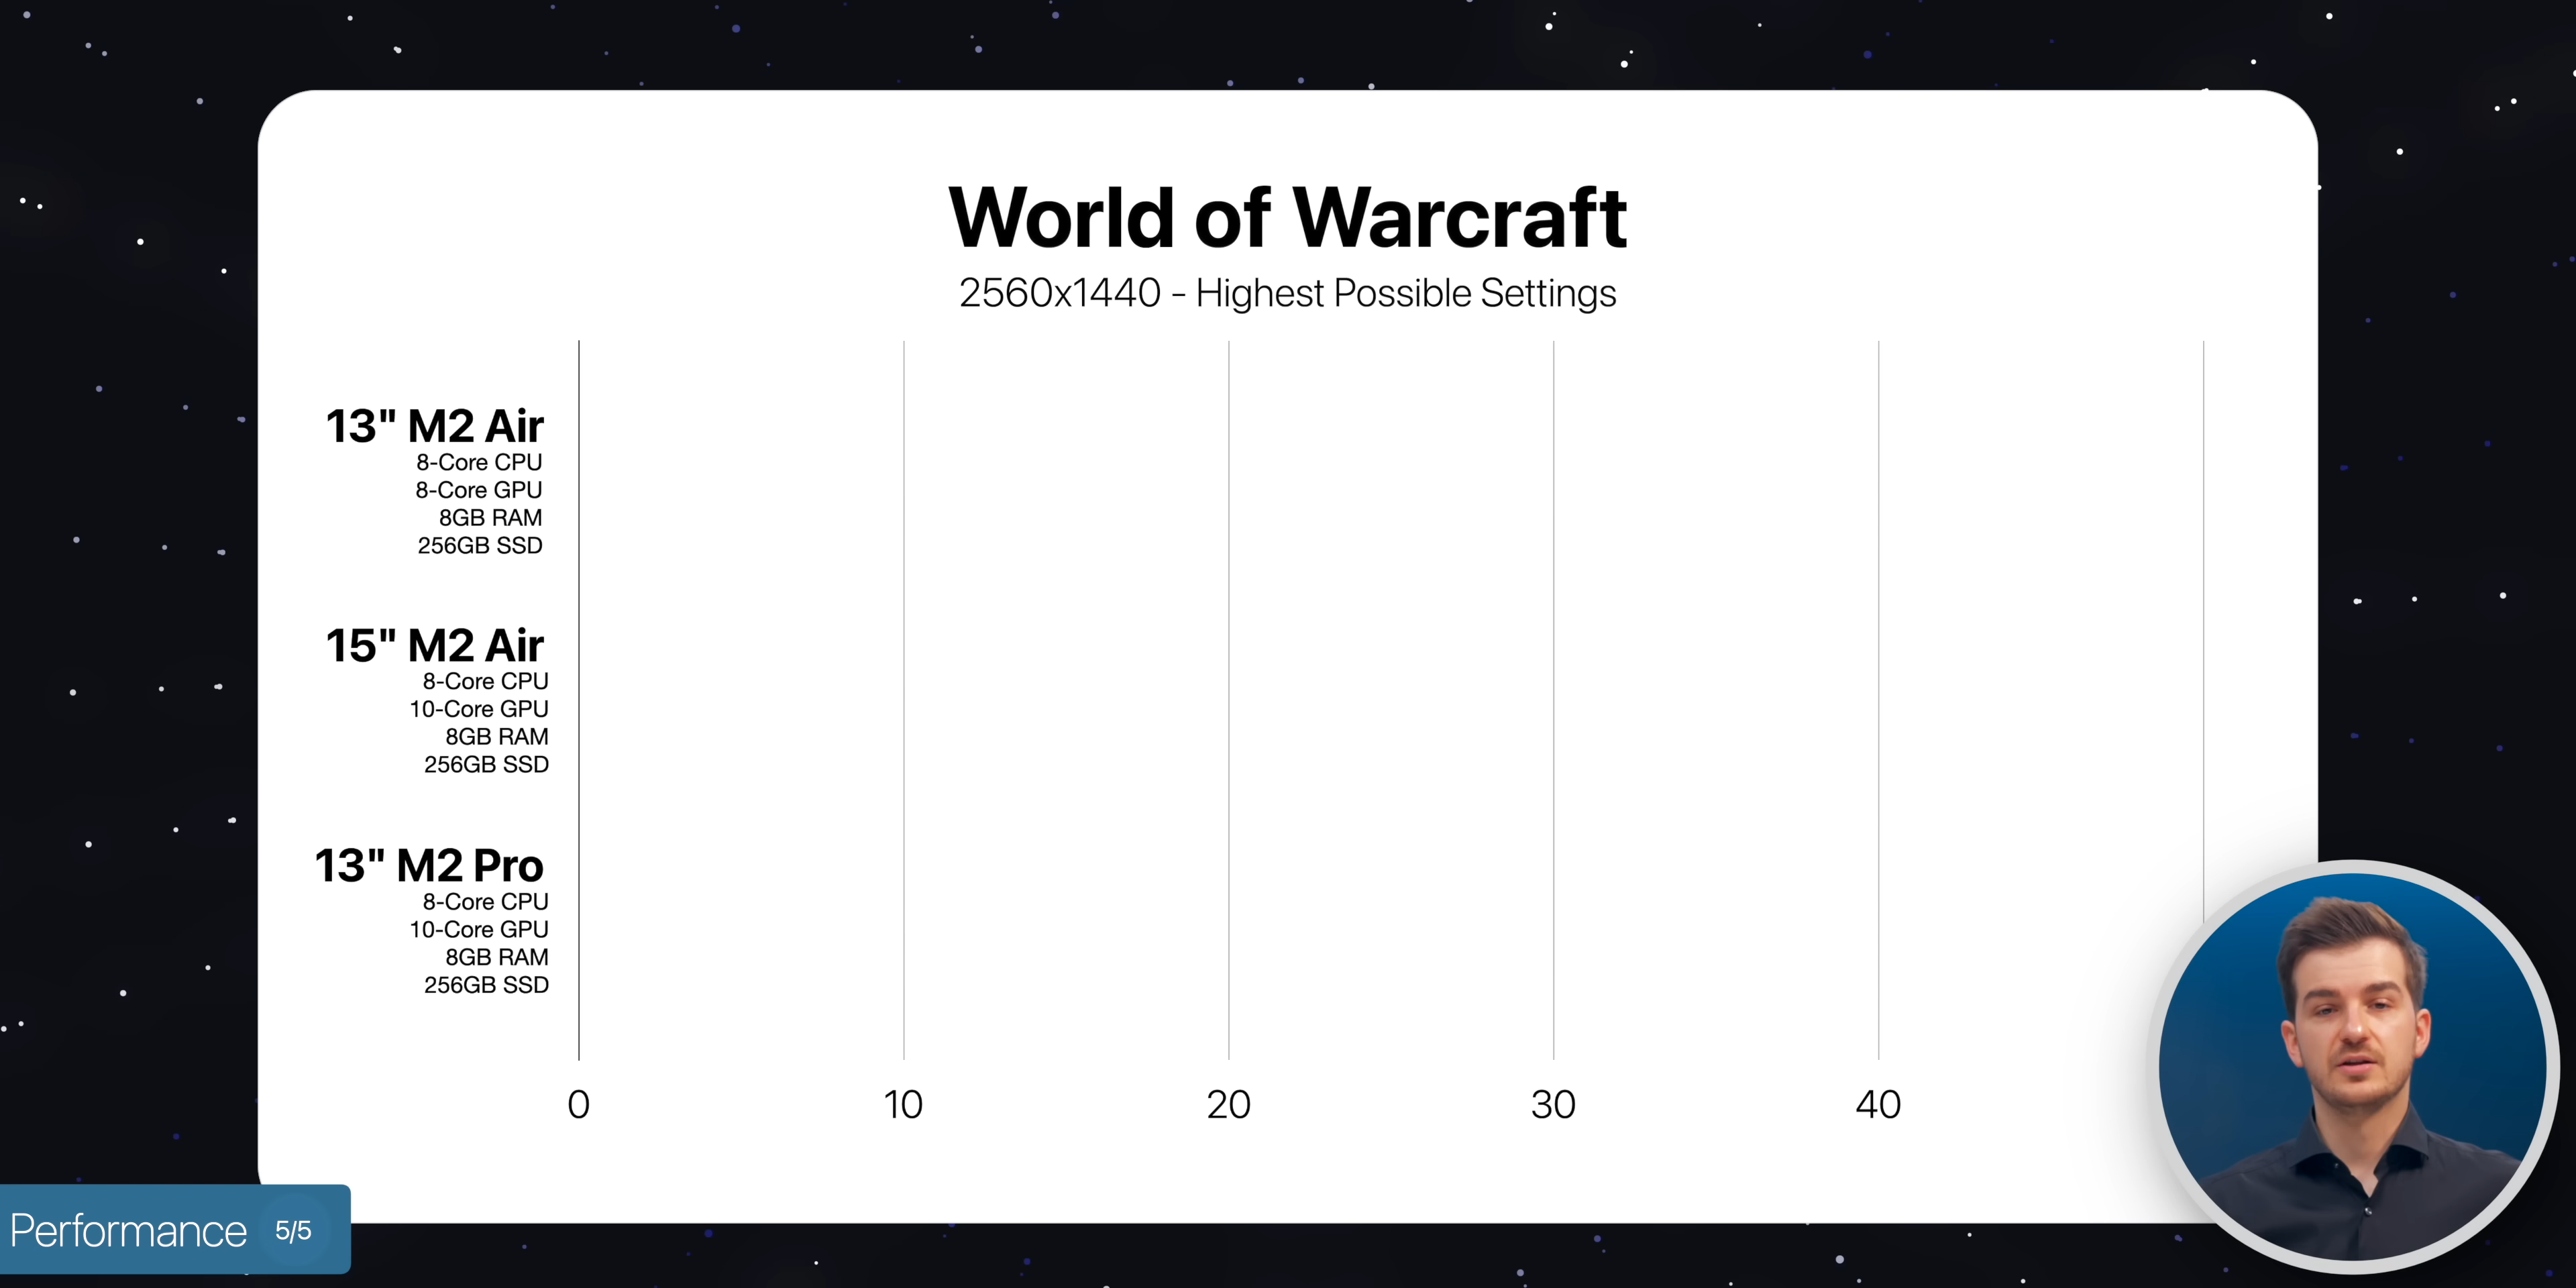 World of Warcraft
2560x1440 - Highest Possible Settings
13" M2 Air
8-Core CPU
8-Core GPU
8GB RAM
256GB SSD
15" M2 Air
8-Core CPU
10-Core GPU
8GB RAM
256GB SSD
13" M2 Pro
8-Core CPU
10-Core GPU
8GB RAM
256GB SSD
0 10 20 30 40
Performance 5/5